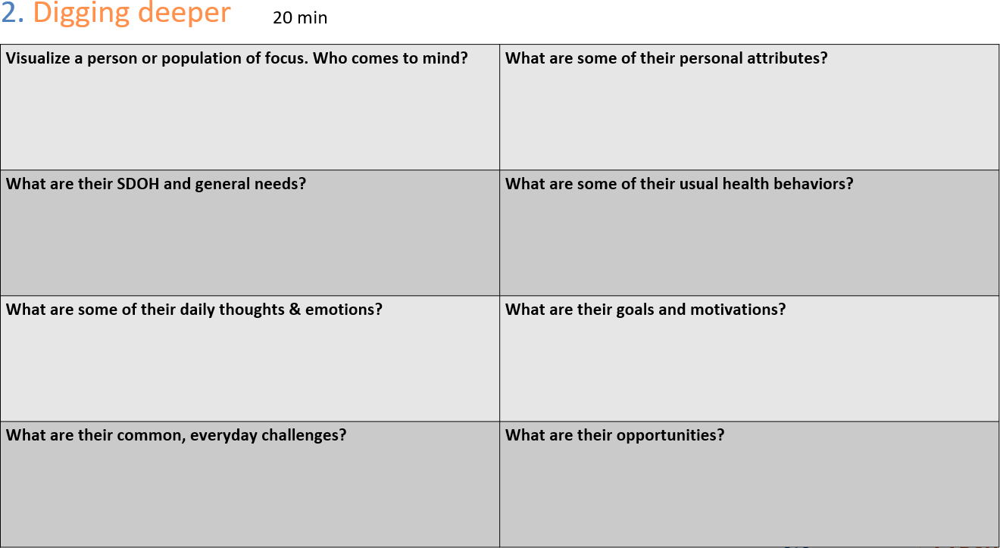 2. Digging deeper 20 min
Visualize a person or population of focus. Who comes to mind?
What are some of their personal attributes?
What are their SDOH and general needs?
What are some of their usual health behaviors?
What are some of their daily thoughts & emotions?
What are their goals and motivations?
What are their common, everyday challenges?
What are their opportunities?